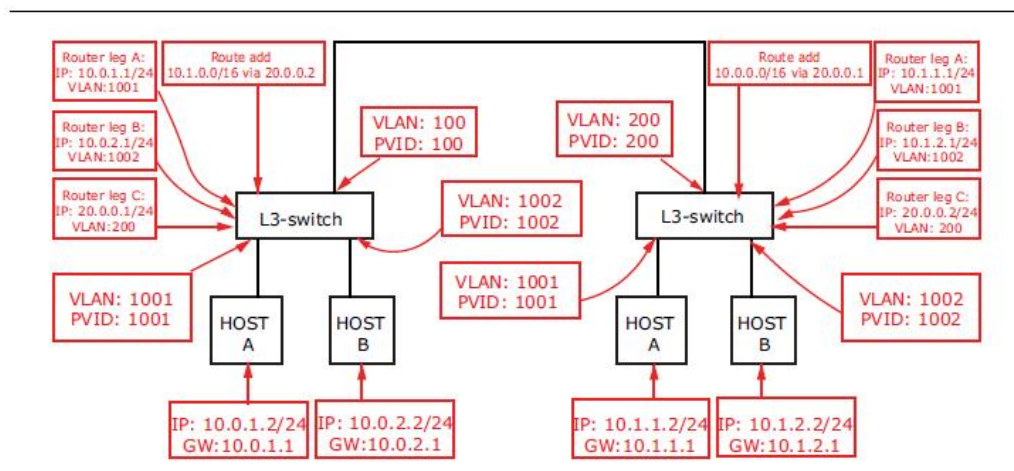 Router leg A:
IP: 10.0.1.1/24
VLAN:1001
Route add
10.1.0.0/16 via 20.0.0.2
Route add
10.0.0.0/16 via 20.0.0.1
Router leg A:
IP: 10.1.1.1/24
VLAN:1001
Router leg B:
IP: 10.0.2.1/24
VLAN:1002
VLAN: 100
PVID: 100
VLAN: 200
PVID: 200
Router leg B:
IP: 10.1.2.1/24
VLAN:1002
Router leg C:
IP: 20.0.0.1/24
VLAN:200
L3-switch
VLAN: 1002
PVID: 1002
L3-switch
Router leg C:
IP: 20.0.0.2/24
VLAN: 200
VLAN: 1001
PVID: 1001
VLAN: 1001
PVID: 1001
VLAN: 1002
PVID: 1002
HOST
A
HOST
B
HOST
A
HOST
B
IP: 10.0.1.2/24
GW:10.0.1.1
IP: 10.0.2.2/24
GW:10.0.2.1
IP: 10.1.1.2/24
GW:10.1.1.1
IP: 10.1.2.2/24
GW:10.1.2.1